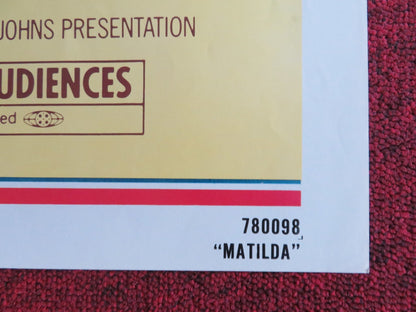 JOHNS PRESENTATION
UDIENCES
ed
780098
"MATILDA"